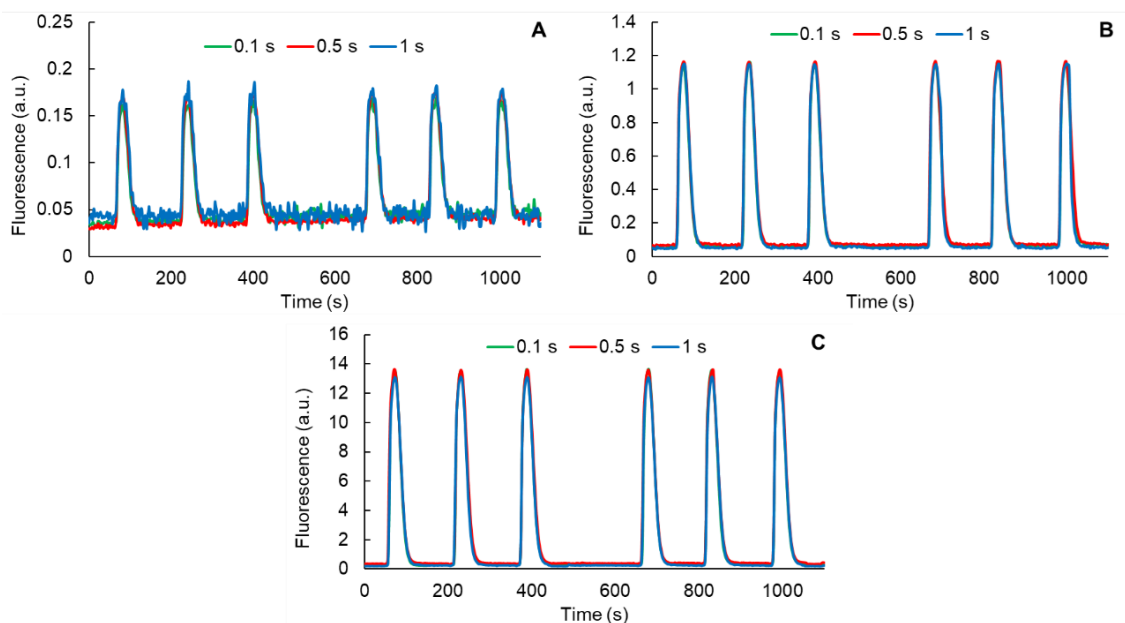 A
0.1 s 0.5 s 1 s
Fluorescence (a.u.)
0.25
0.2
0.15
0.1
0.05
0
0 200 400 600 800 1000
Time (s)
B
0.1 s 0.5 s 1 s
Fluorescence (a.u.)
1.4
1.2
1.0
0.8
0.6
0.4
0.2
0.0
0 200 400 600 800 1000
Time (s)
C
0.1 s 0.5 s 1 s
Fluorescence (a.u.)
16
14
12
10
8
6
4
2
0
0 200 400 600 800 1000
Time (s)